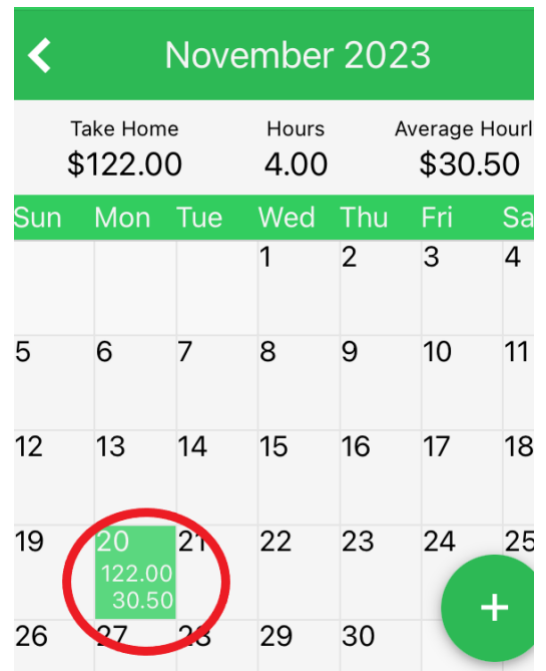 November 2023
Take Home Hours Average Hourl
$122.00 4.00 $30.50
Sun Mon Tue Wed Thu Fri Sa
1 2 3 4
5 6 7 8 9 10 11
12 13 14 15 16 17 18
19 20 21 22 23 24 25
122.00
30.50
+
26 27 28 29 30